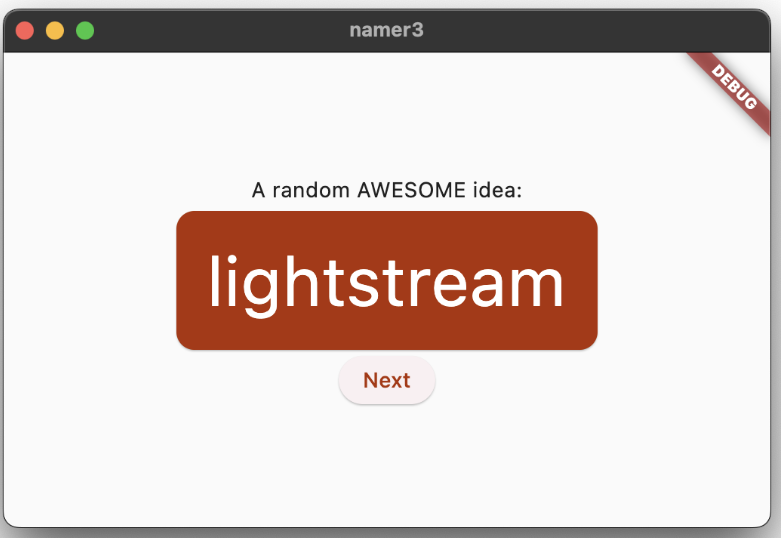 namer3
DEBUG
A random AWESOME idea:
lightstream
Next